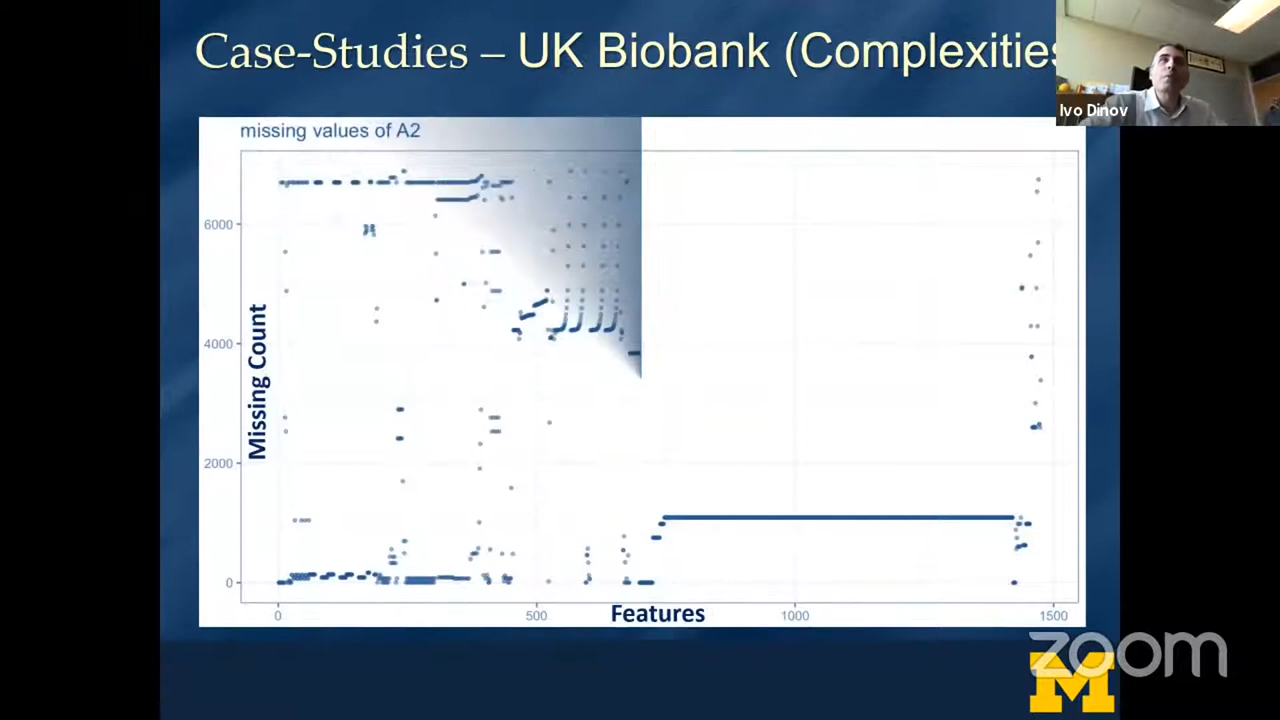 Case-Studies – UK Biobank (Complexities
Ivo Dinov
missing values of A2
6000
4000
2000
0
Missing Count
0
500
1000
1500
Features
zoom
M